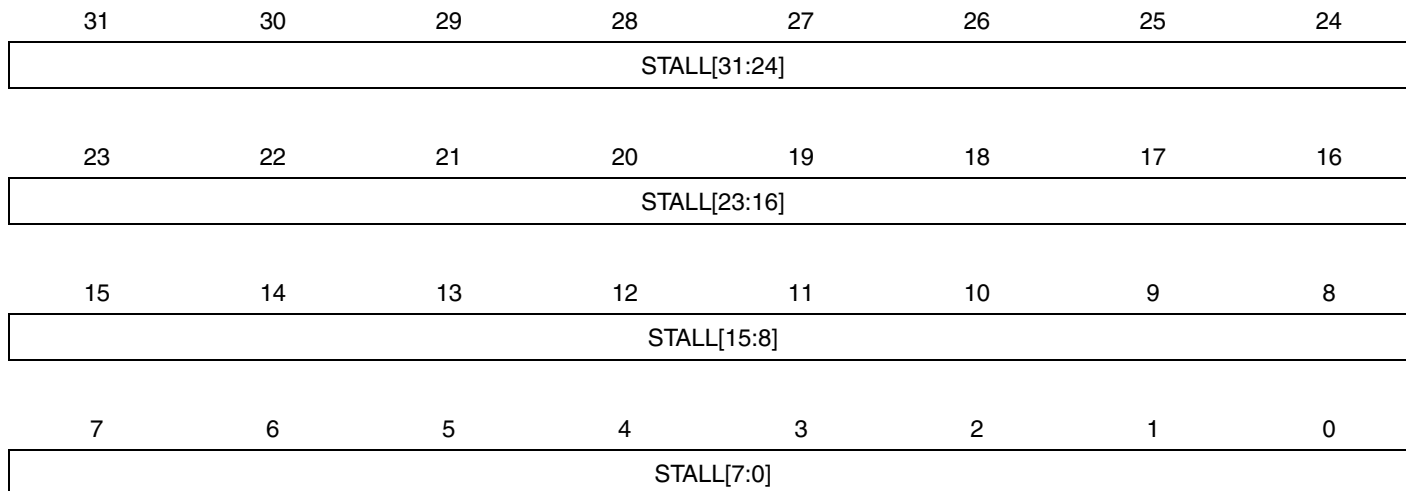 31 30 29 28 27 26 25 24
STALL[31:24]
23 22 21 20 19 18 17 16
STALL[23:16]
15 14 13 12 11 10 9 8
STALL[15:8]
7 6 5 4 3 2 1 0
STALL[7:0]